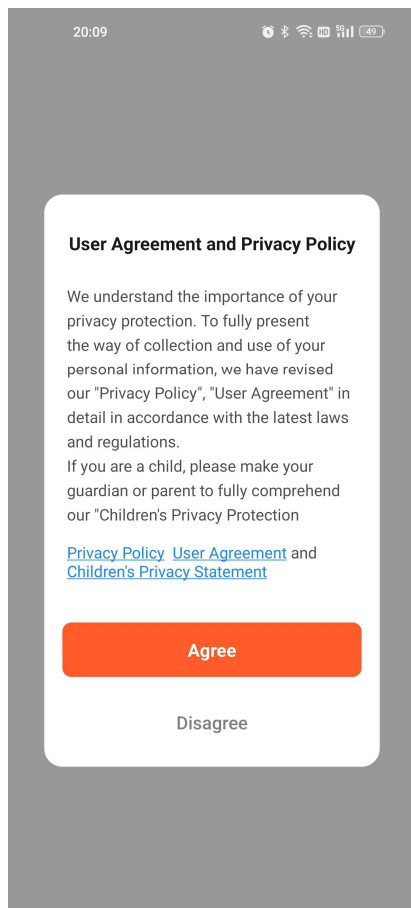 20:09
HD 5G 49
User Agreement and Privacy Policy
We understand the importance of your
privacy protection. To fully present
the way of collection and use of your
personal information, we have revised
our "Privacy Policy", "User Agreement" in
detail in accordance with the latest laws
and regulations.
If you are a child, please make your
guardian or parent to fully comprehend
our "Children's Privacy Protection
Privacy Policy User Agreement and
Children's Privacy Statement
Agree
Disagree